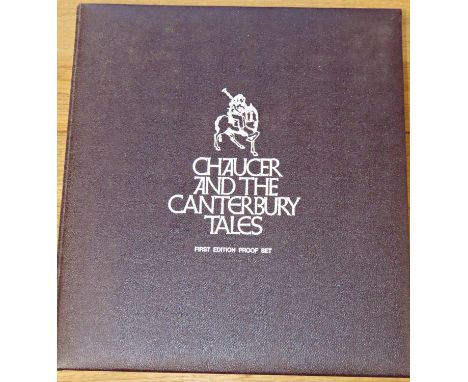 CHAUCER
AND THE
CANTERBURY
TALES
FIRST EDITION PROOF SET